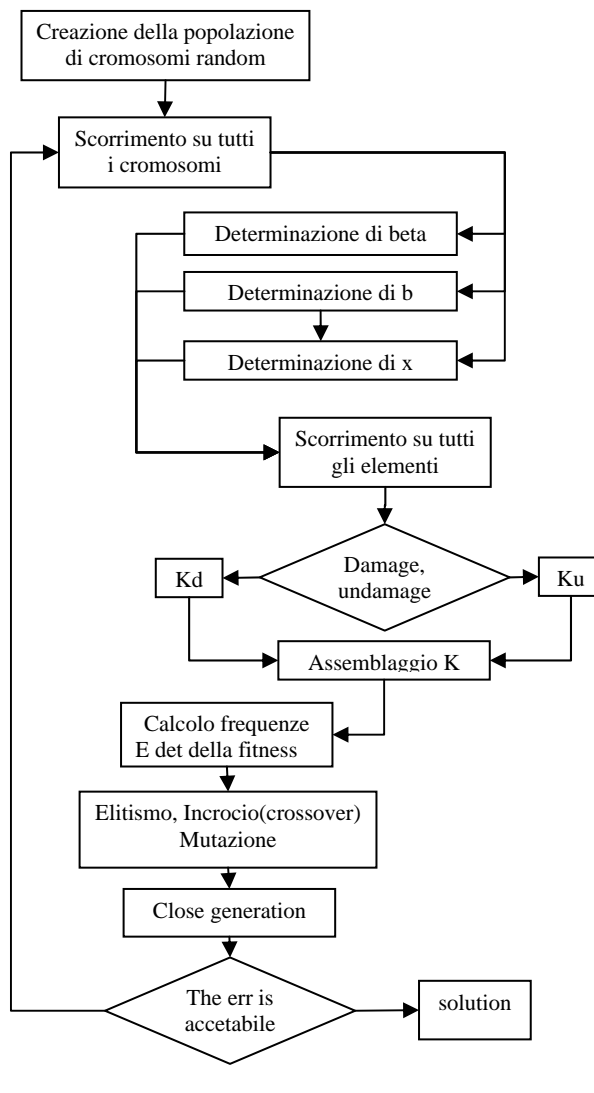 Creazione della popolazione
di cromosomi random
Scorrimento su tutti
i cromosomi
Determinazione di beta
Determinazione di b
Determinazione di x
Scorrimento su tutti
gli elementi
Damage,
undamage
Kd
Ku
Assemblaggio K
Calcolo frequenze
E det della fitness
Elitismo, Incrocio(crossover)
Mutazione
Close generation
The err is
accetabile
solution